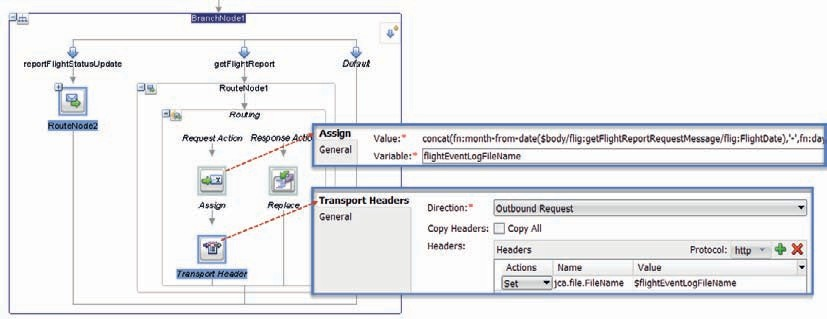 BranchNode1
reportFlightStatusUpdate
getFlightReport
Default
RouteNode1
RouteNode2
Routing
Request Action
Response Actio
Assign
Replace
Transport Header
Assign
General
Value:* concat(fn:month-from-date($body/flig:getFlightReportRequestMessage/flig:FlightDate),'-',fn:day
Variable:* flightEventLogFileName
Transport Headers
General
Direction:* Outbound Request
Copy Headers: Copy All
Headers: Headers Protocol: http
Actions Name Value
Set jca.file.FileName $flightEventLogFileName